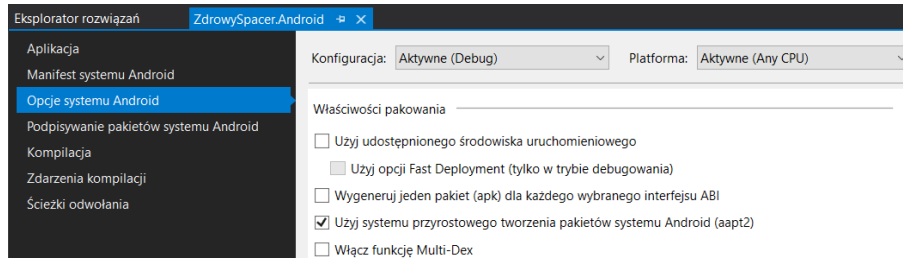 Eksplorator rozwiązań ZdrowySpacer.Android
Aplikacja
Manifest systemu Android
Opcje systemu Android
Podpisywanie pakietów systemu Android
Kompilacja
Zdarzenia kompilacji
Ścieżki odwołania
Konfiguracja: Aktywne (Debug) Platforma: Aktywne (Any CPU)
Właściwości pakowania
Użyj udostępnionego środowiska uruchomieniowego
Użyj opcji Fast Deployment (tylko w trybie debugowania)
Wygeneruj jeden pakiet (apk) dla każdego wybranego interfejsu ABI
Użyj systemu przyrostowego tworzenia pakietów systemu Android (aapt2)
Włącz funkcję Multi-Dex